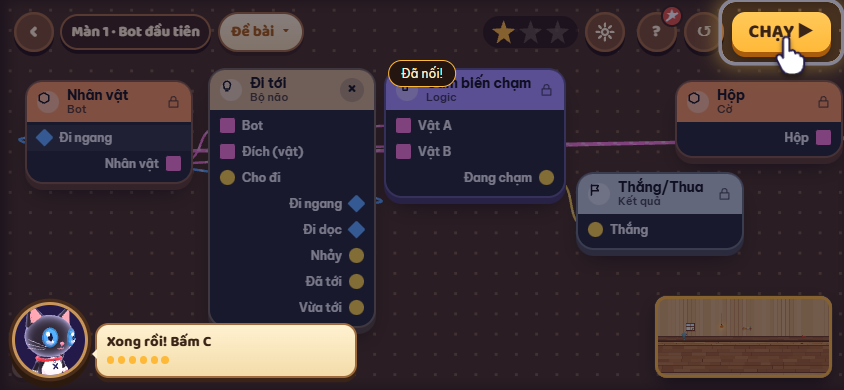 Màn 1 · Bot đầu tiên
Đề bài
?
CHẠY
Đã nối!
Nhân vật
Bot
Đi ngang
Nhân vật
Đi tới
Bộ não
Bot
Đích (vật)
Cho đi
Đi ngang
Đi dọc
Nhảy
Đã tới
Vừa tới
biến chạm
Logic
Vật A
Vật B
Đang chạm
Hộp
Cờ
Hộp
Thắng/Thua
Kết quả
Thắng
Xong rồi! Bấm C